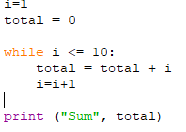 i=1
total = 0
while i <= 10:
    total = total + i
    i=i+1
print ("Sum", total)